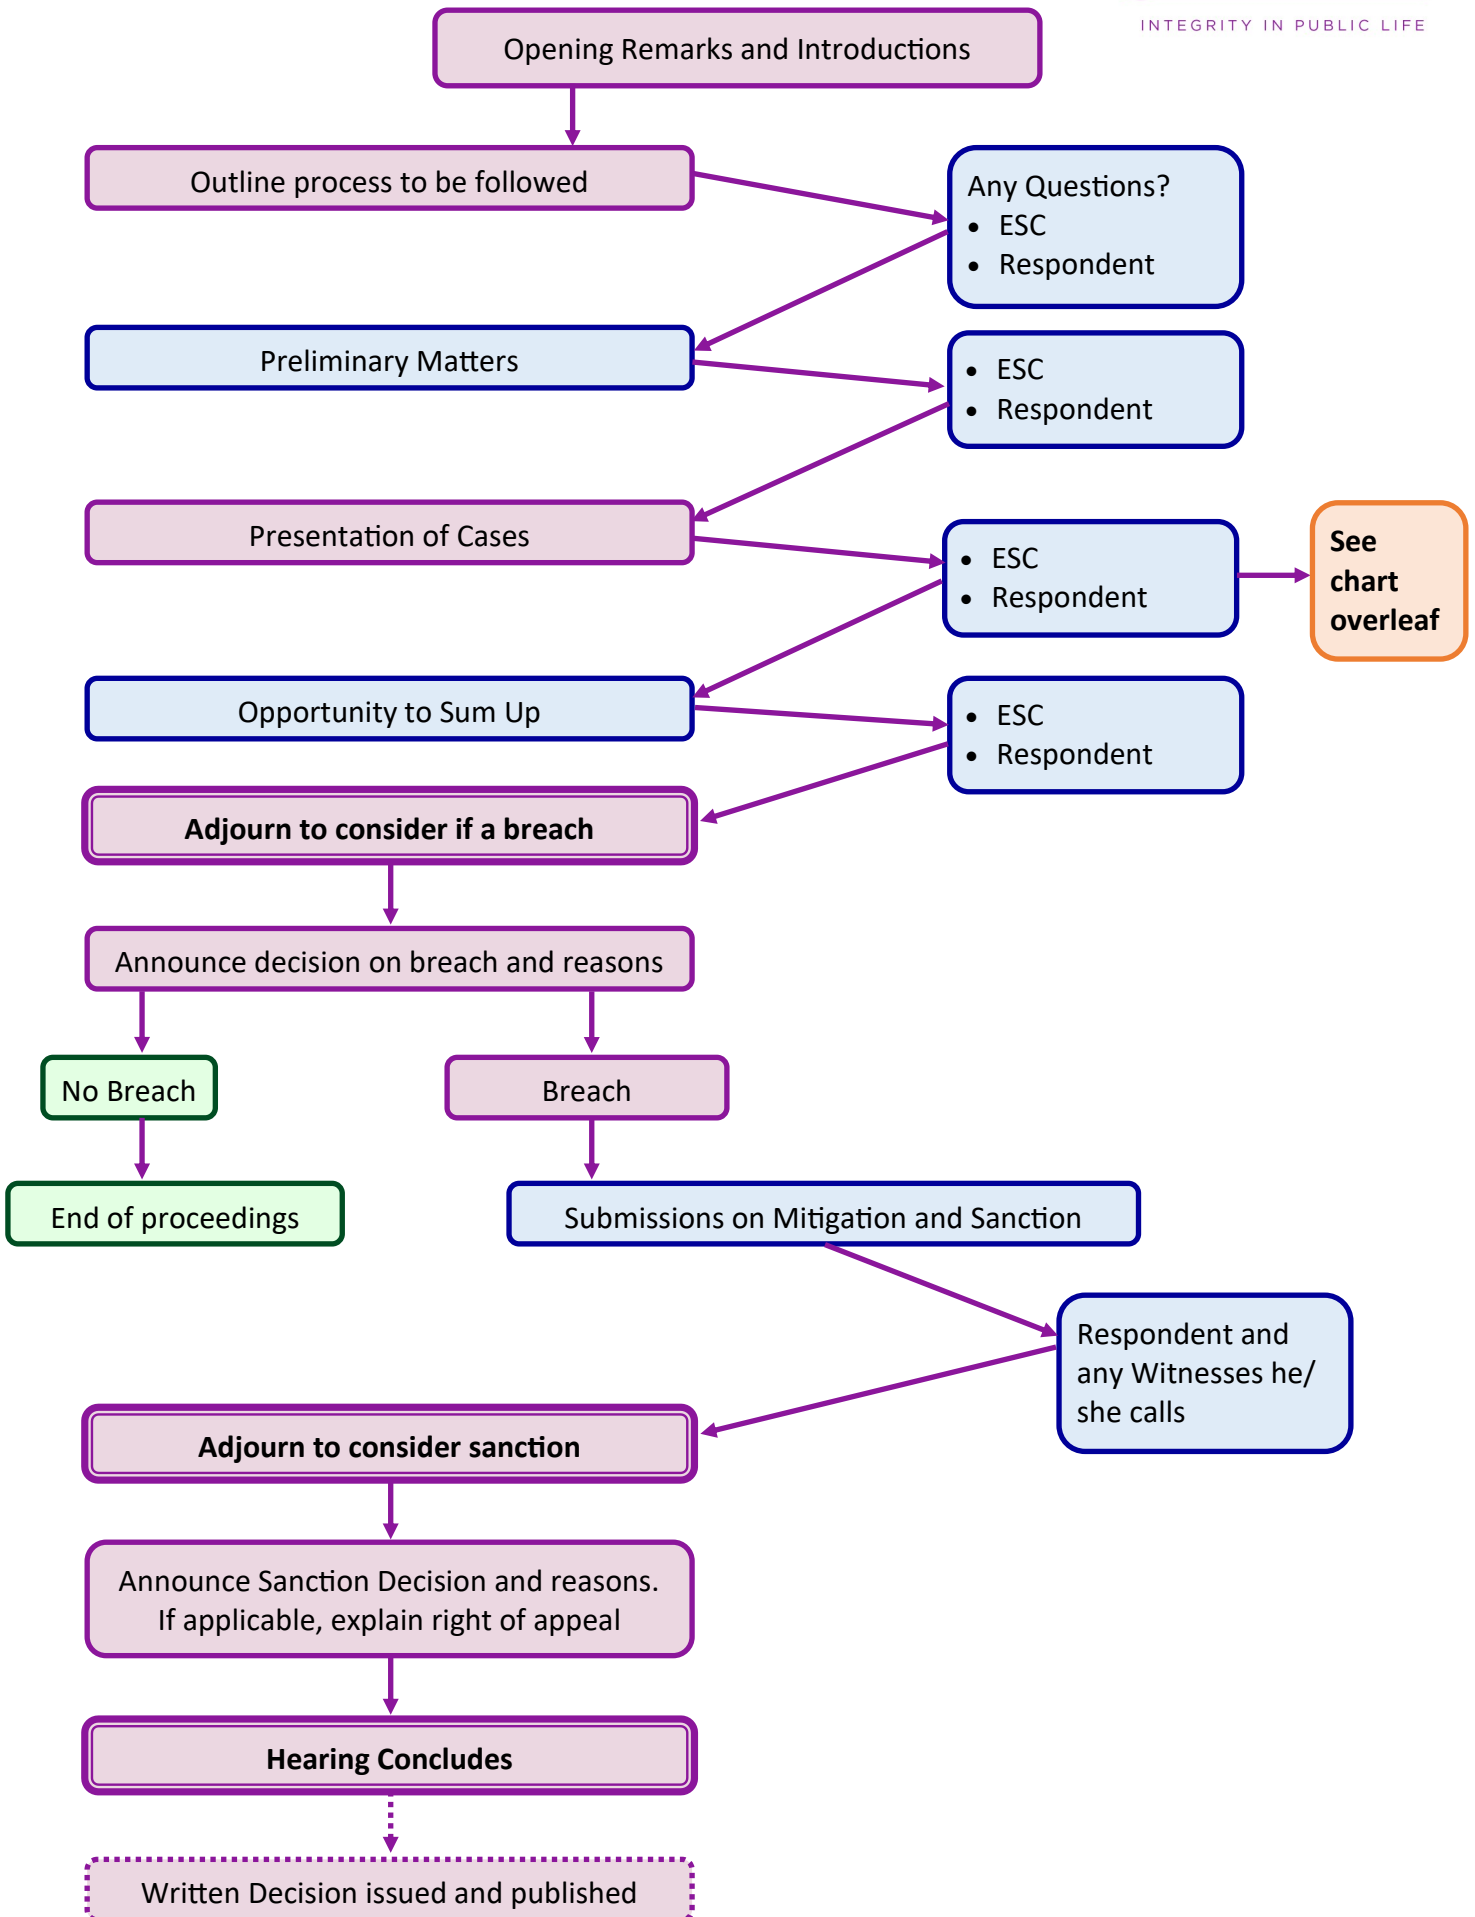 INTEGRITY IN PUBLIC LIFE
Opening Remarks and Introductions
Outline process to be followed
Any Questions?
• ESC
• Respondent
Preliminary Matters
• ESC
• Respondent
Presentation of Cases
• ESC
• Respondent
See
chart
overleaf
Opportunity to Sum Up
• ESC
• Respondent
Adjourn to consider if a breach
Announce decision on breach and reasons
No Breach
Breach
End of proceedings
Submissions on Mitigation and Sanction
Respondent and
any Witnesses he/
she calls
Adjourn to consider sanction
Announce Sanction Decision and reasons.
If applicable, explain right of appeal
Hearing Concludes
Written Decision issued and published